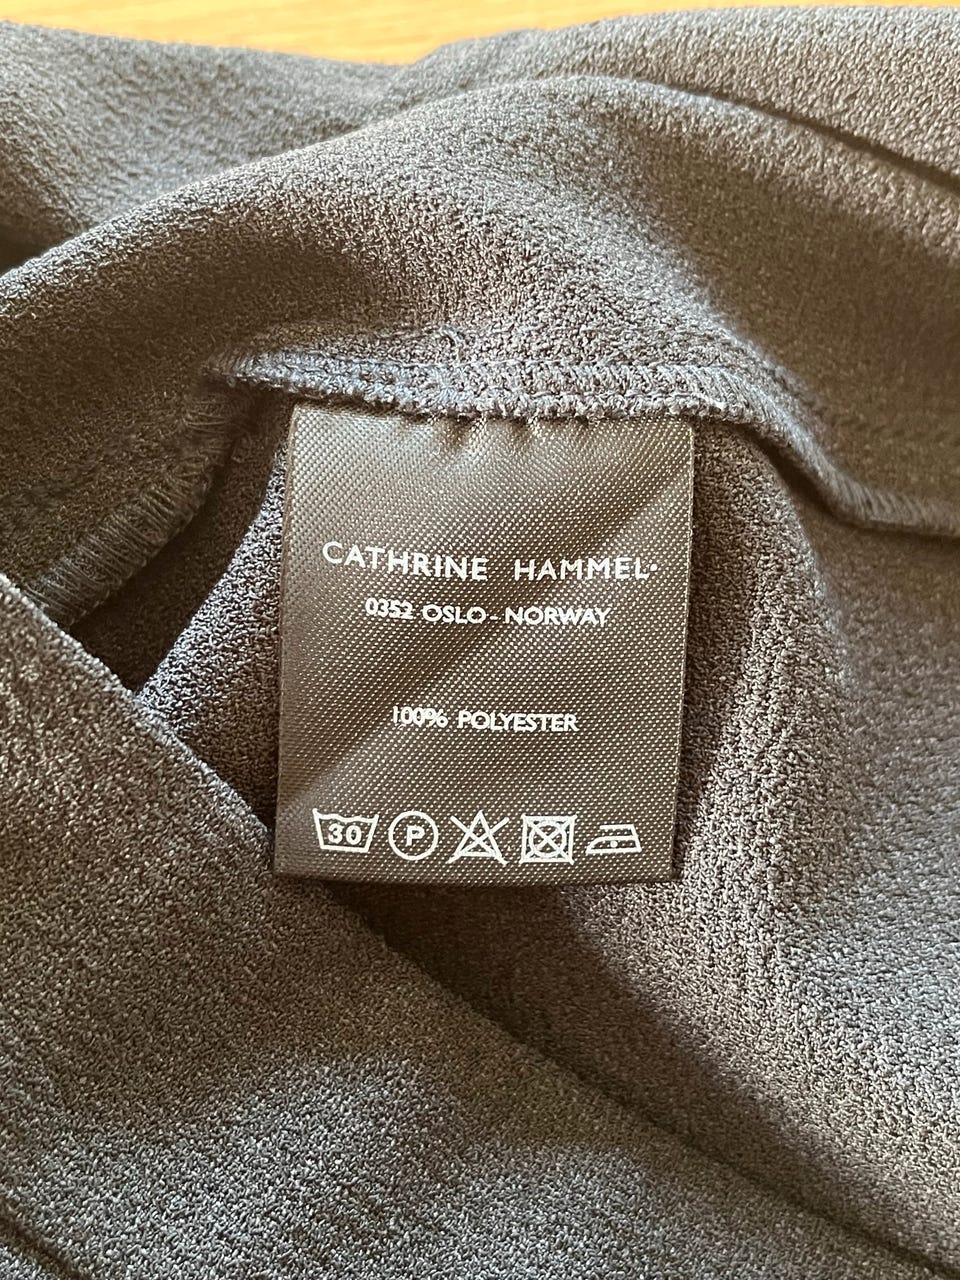 CATHRINE HAMMEL·
0352 OSLO-NORWAY
100% POLYESTER
30 P